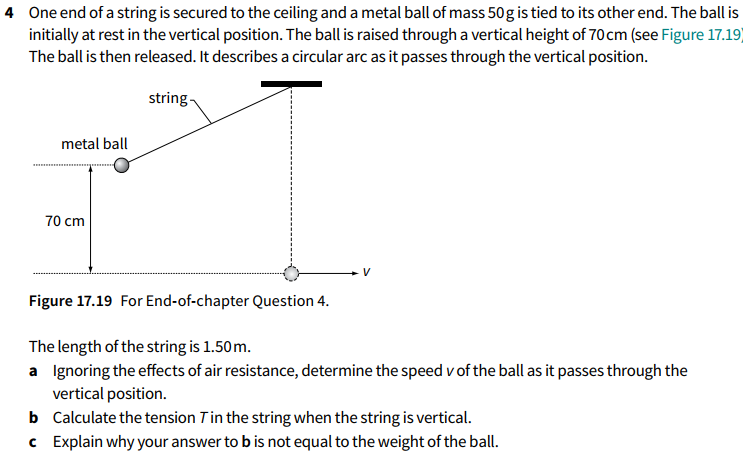 4 One end of a string is secured to the ceiling and a metal ball of mass 50 g is tied to its other end. The ball is
initially at rest in the vertical position. The ball is raised through a vertical height of 70 cm (see Figure 17.19)
The ball is then released. It describes a circular arc as it passes through the vertical position.
string
metal ball
70 cm
v
Figure 17.19 For End-of-chapter Question 4.
The length of the string is 1.50 m.
a Ignoring the effects of air resistance, determine the speed v of the ball as it passes through the
vertical position.
b Calculate the tension T in the string when the string is vertical.
c Explain why your answer to b is not equal to the weight of the ball.